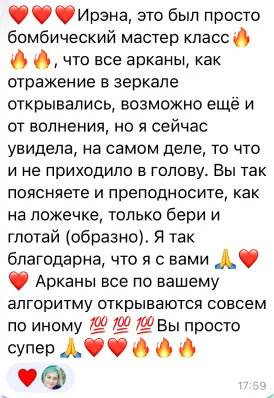 ❤️❤️❤️Ирэна, это был просто
бомбический мастер класс🔥
🔥🔥, что все арканы, как
отражение в зеркале
открывались, возможно ещё и
от волнения, но я сейчас
увидела, на самом деле, то что
и не приходило в голову. Вы так
поясняете и преподносите, как
на ложечке, только бери и
глотай (образно). Я так
благодарна, что я с вами 🙏❤️
❤️ Арканы все по вашему
алгоритму открываются совсем
по иному 💯 💯 💯 Вы просто
супер 🙏❤️❤️🔥🔥🔥
17:59